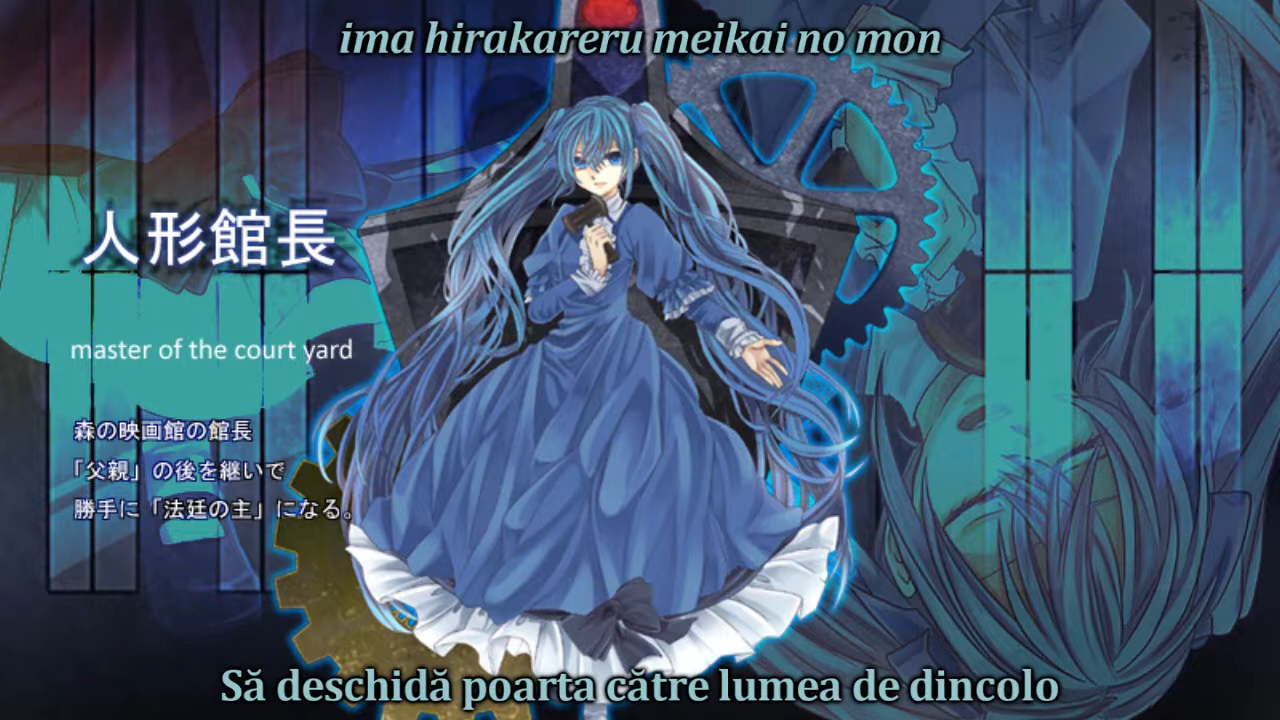 ima hirakareru meikai no mon
人形館長
master of the court yard
森の映画館の館長
「父親」の後を継いで
勝手に「法廷の主」になる。
Să deschidă poarta către lumea de dincolo